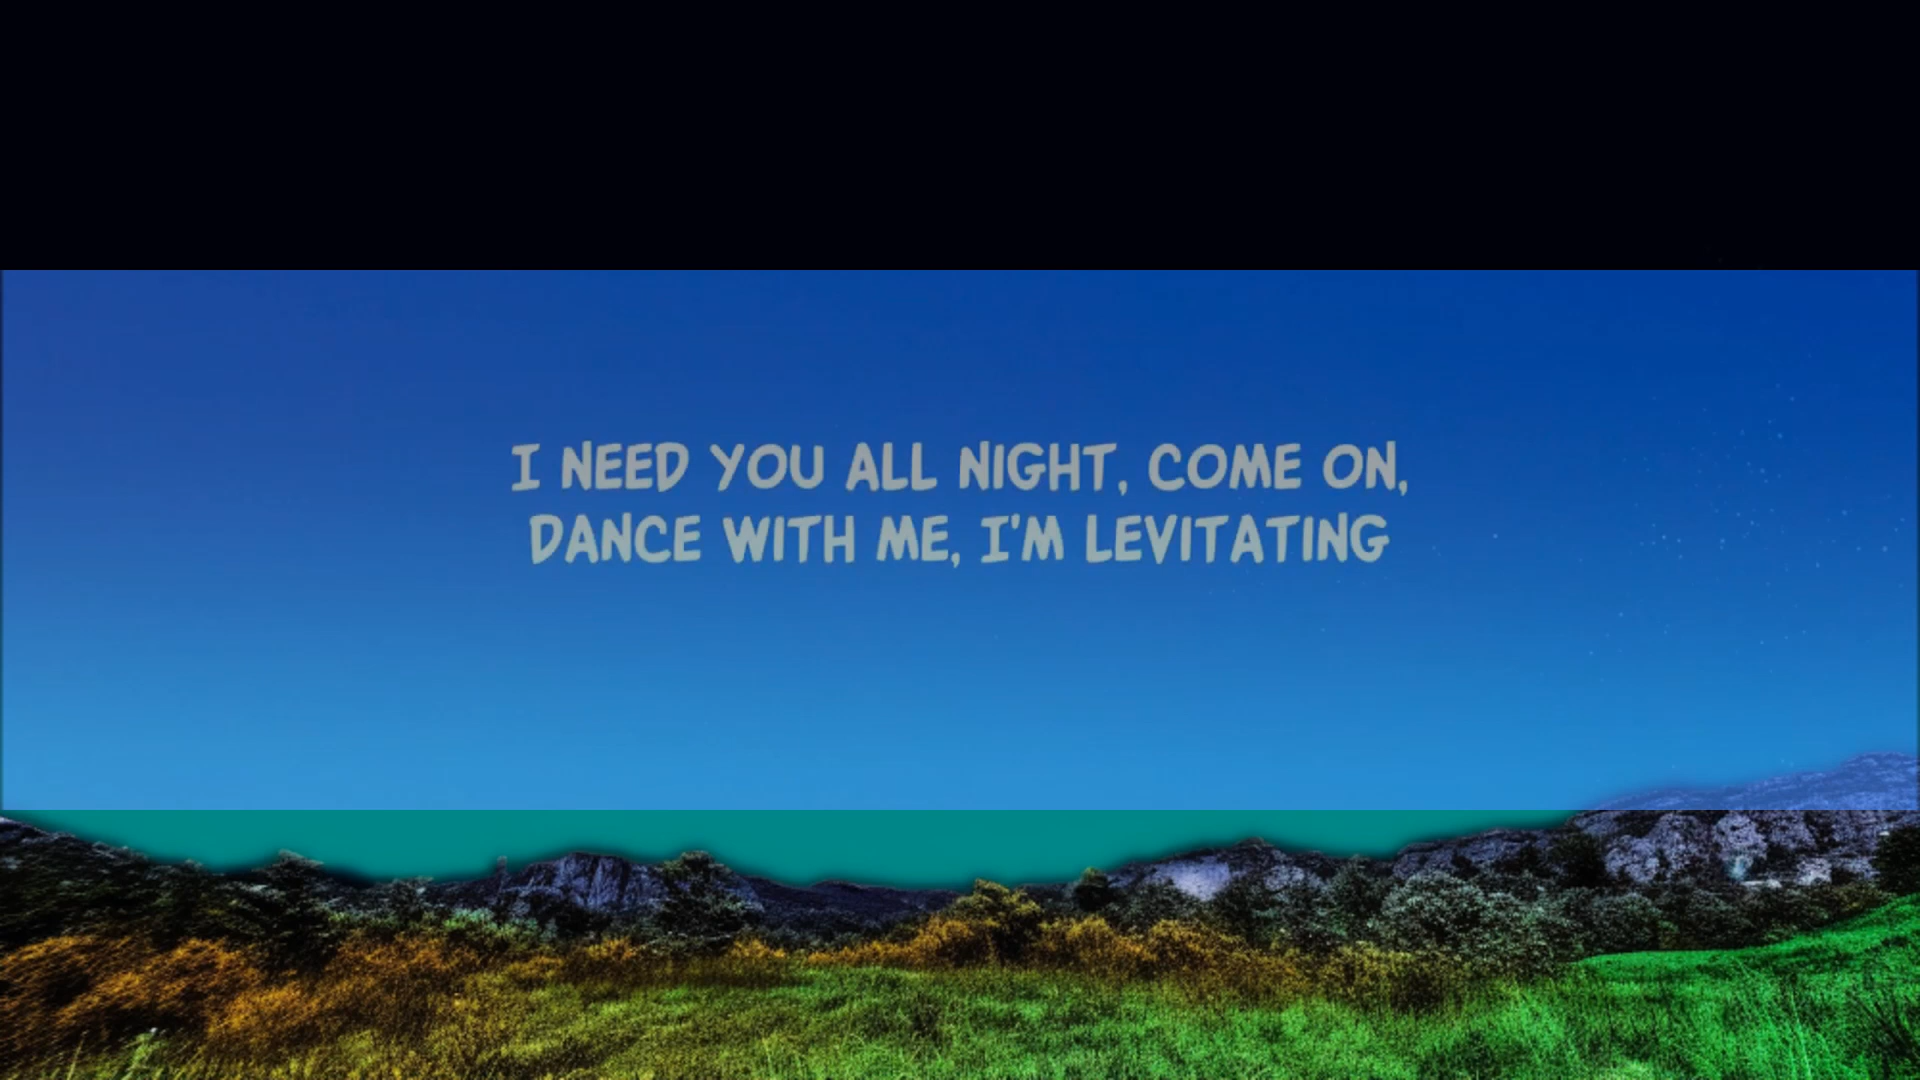 I NEED YOU ALL NIGHT, COME ON,
DANCE WITH ME, I'M LEVITATING